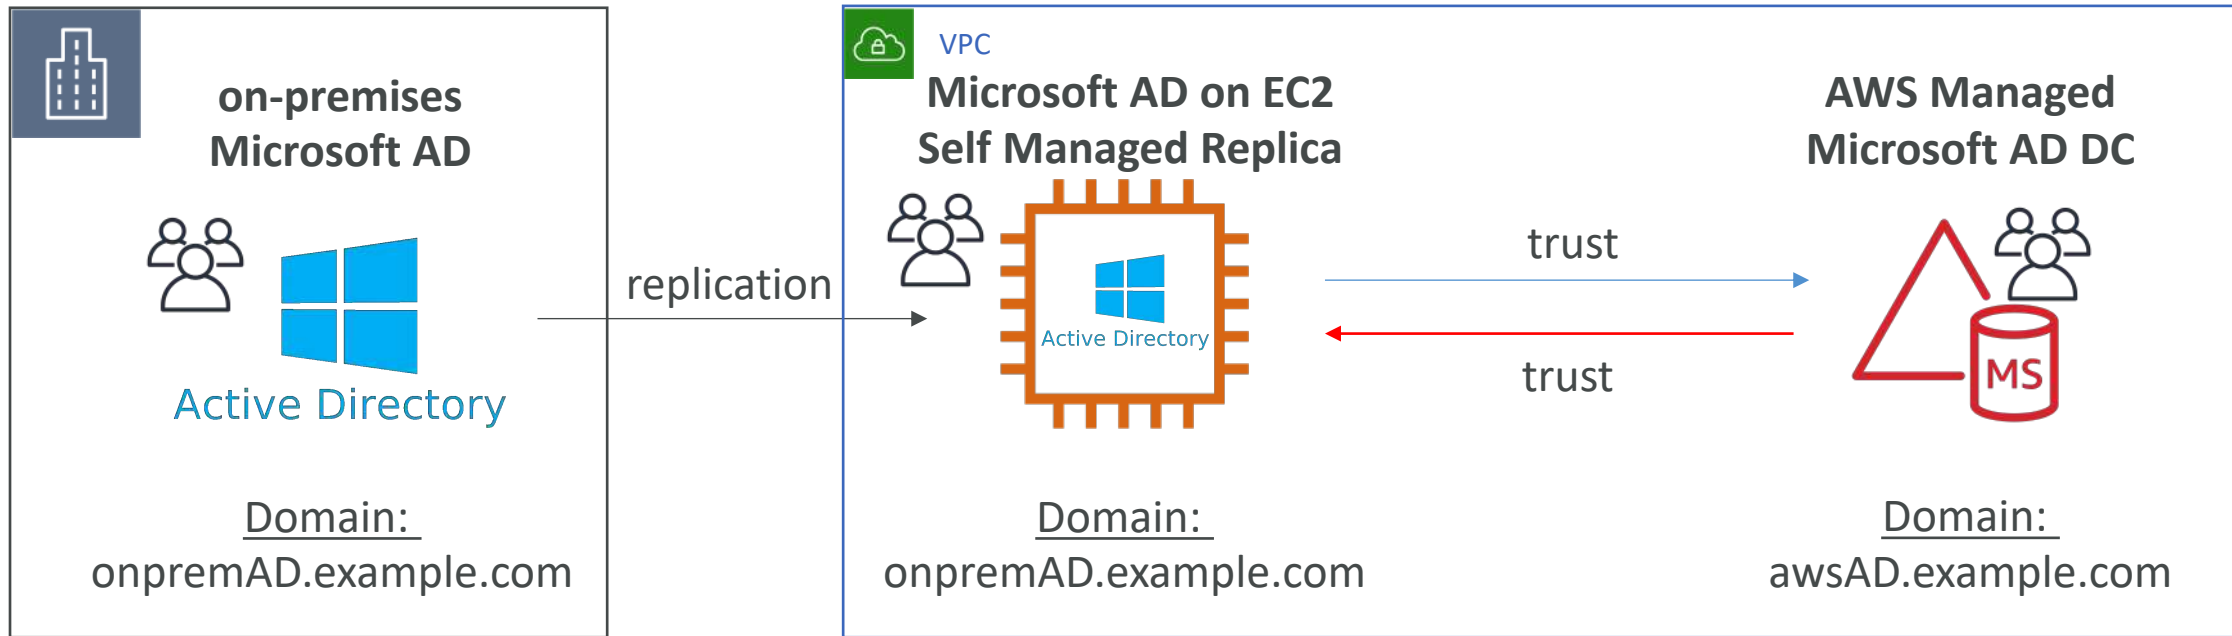 on-premises
Microsoft AD
Active Directory
Domain:
onpremAD.example.com
replication
VPC
Microsoft AD on EC2
Self Managed Replica
Active Directory
Domain:
onpremAD.example.com
trust
trust
AWS Managed
Microsoft AD DC
MS
Domain:
awsAD.example.com